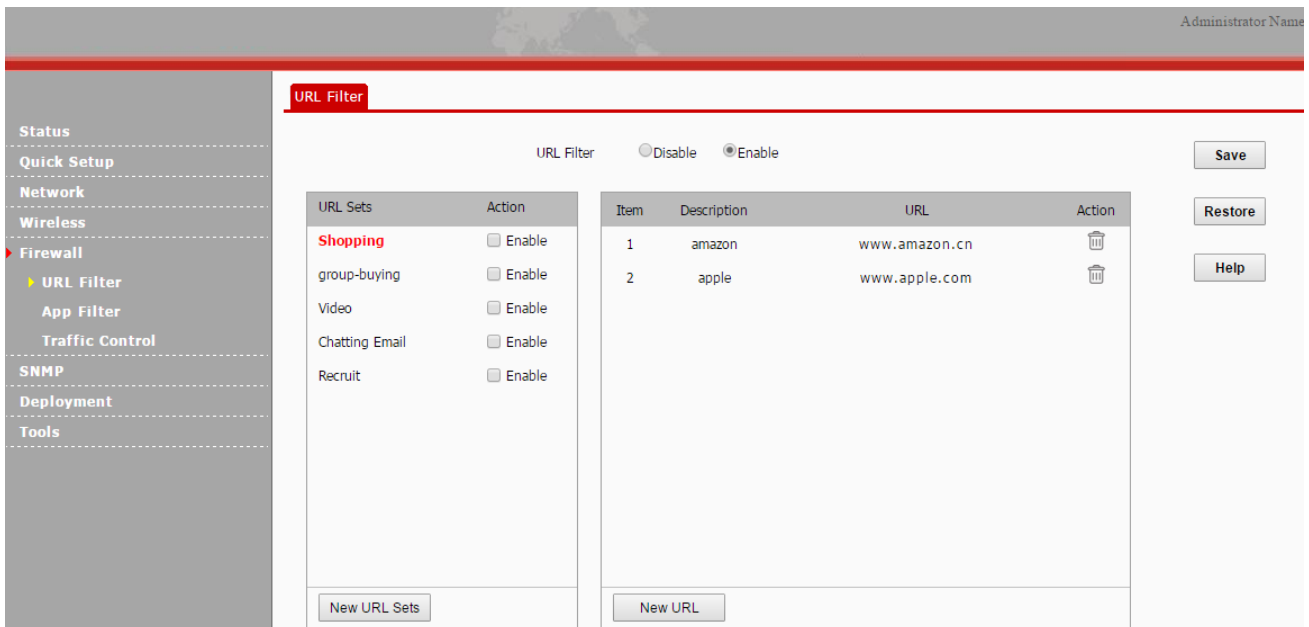 Administrator Name
URL Filter
Status
Quick Setup
Network
Wireless
Firewall
URL Filter
App Filter
Traffic Control
SNMP
Deployment
Tools
URL Filter Disable Enable
URL Sets Action
Shopping Enable
group-buying Enable
Video Enable
Chatting Email Enable
Recruit Enable
New URL Sets
Item Description URL Action
1 amazon www.amazon.cn
2 apple www.apple.com
New URL
Save
Restore
Help